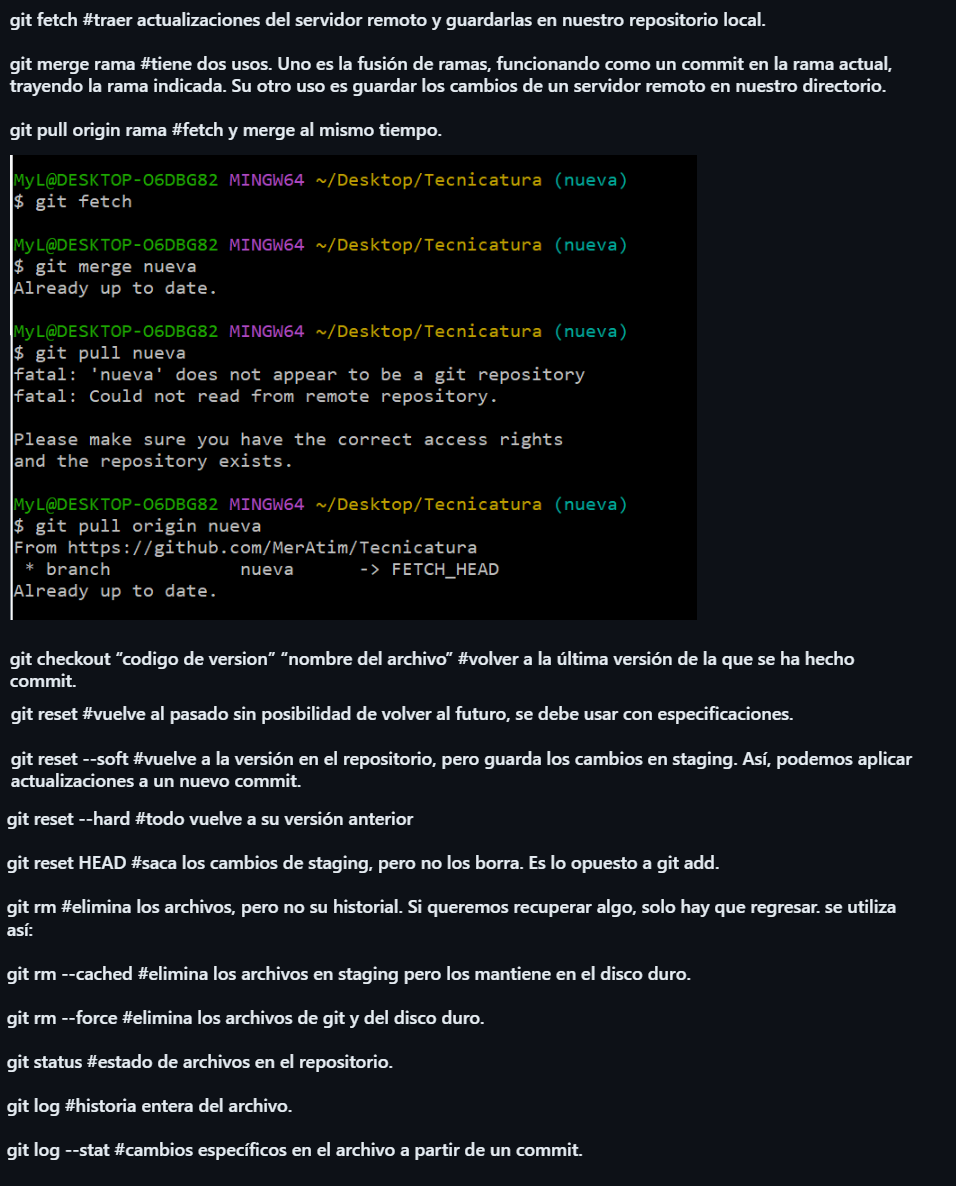 git fetch #traer actualizaciones del servidor remoto y guardarlas en nuestro repositorio local.
git merge rama #tiene dos usos. Uno es la fusión de ramas, funcionando como un commit en la rama actual,
trayendo la rama indicada. Su otro uso es guardar los cambios de un servidor remoto en nuestro directorio.
git pull origin rama #fetch y merge al mismo tiempo.
MyL@DESKTOP-O6DBG82 MINGW64 ~/Desktop/Tecnicatura (nueva)
$ git fetch
MyL@DESKTOP-O6DBG82 MINGW64 ~/Desktop/Tecnicatura (nueva)
$ git merge nueva
Already up to date.
MyL@DESKTOP-O6DBG82 MINGW64 ~/Desktop/Tecnicatura (nueva)
$ git pull nueva
fatal: 'nueva' does not appear to be a git repository
fatal: Could not read from remote repository.
Please make sure you have the correct access rights
and the repository exists.
MyL@DESKTOP-O6DBG82 MINGW64 ~/Desktop/Tecnicatura (nueva)
$ git pull origin nueva
From https://github.com/MerAtim/Tecnicatura
 * branch            nueva      -> FETCH_HEAD
Already up to date.
git checkout “codigo de version” “nombre del archivo” #volver a la última versión de la que se ha hecho
commit.
git reset #vuelve al pasado sin posibilidad de volver al futuro, se debe usar con especificaciones.
git reset --soft #vuelve a la versión en el repositorio, pero guarda los cambios en staging. Así, podemos aplicar
actualizaciones a un nuevo commit.
git reset --hard #todo vuelve a su versión anterior
git reset HEAD #saca los cambios de staging, pero no los borra. Es lo opuesto a git add.
git rm #elimina los archivos, pero no su historial. Si queremos recuperar algo, solo hay que regresar. se utiliza
así:
git rm --cached #elimina los archivos en staging pero los mantiene en el disco duro.
git rm --force #elimina los archivos de git y del disco duro.
git status #estado de archivos en el repositorio.
git log #historia entera del archivo.
git log --stat #cambios específicos en el archivo a partir de un commit.